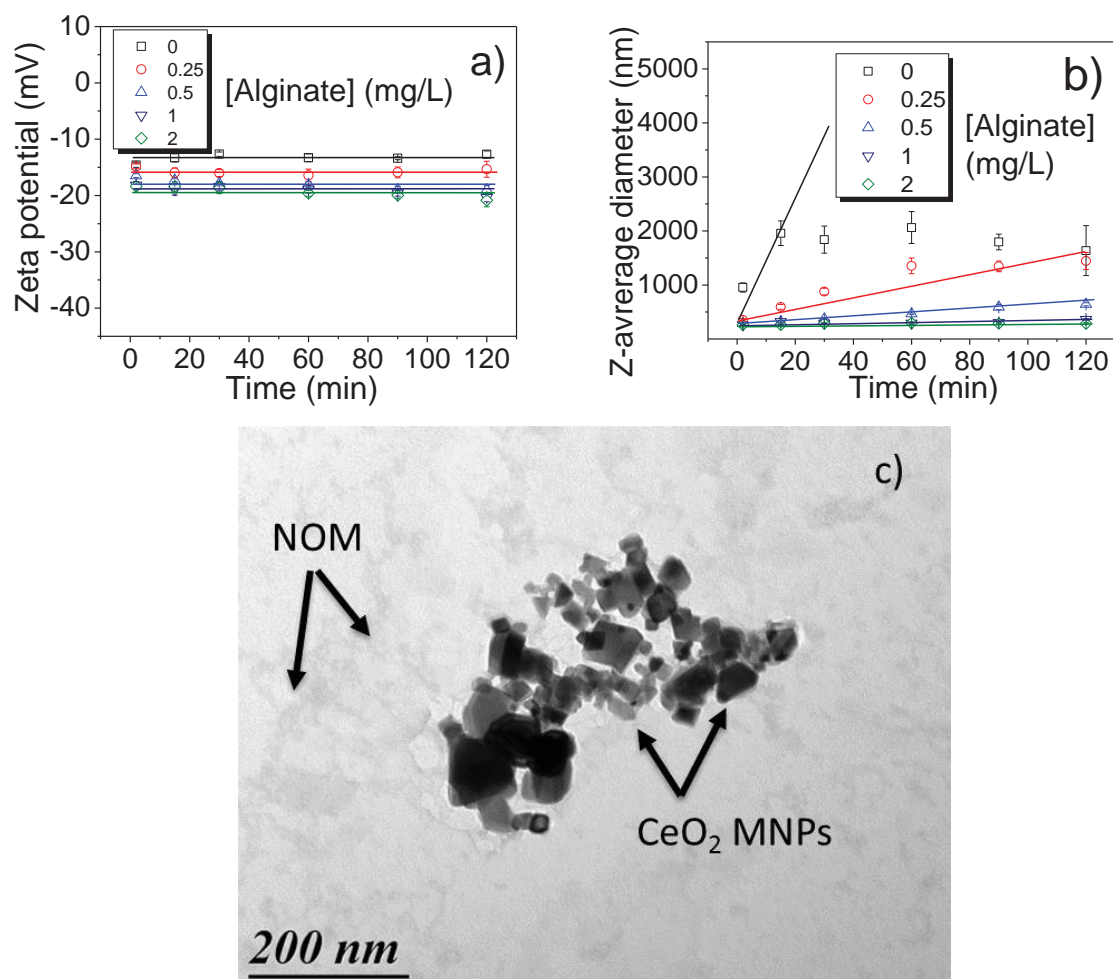 a)
Zeta potential (mV)
10
0
-10
-20
-30
-40
0
0.25
0.5
1
2
[Alginate] (mg/L)
0 20 40 60 80 100 120
Time (min)
b)
Z-avrerage diameter (nm)
5000
4000
3000
2000
1000
0
0.25
0.5
1
2
[Alginate]
(mg/L)
0 20 40 60 80 100 120
Time (min)
c)
NOM
CeO₂ MNPs
200 nm